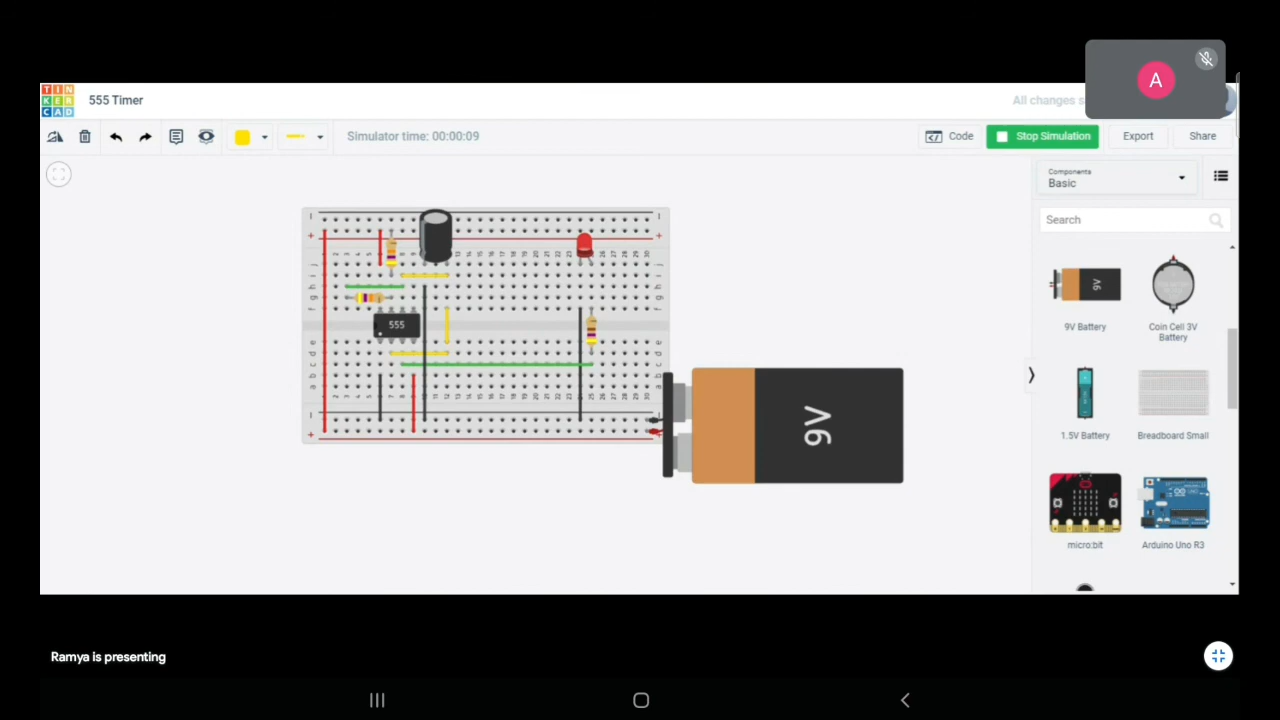 A
TIN
KER
CAD
555 Timer
All changes s
Simulator time: 00:00:09
Code
Stop Simulation
Export
Share
Components
Basic
Search
555
9V
9V
9V Battery
Coin Cell 3V
Battery
1.5V Battery
Breadboard Small
micro:bit
Arduino Uno R3
Ramya is presenting